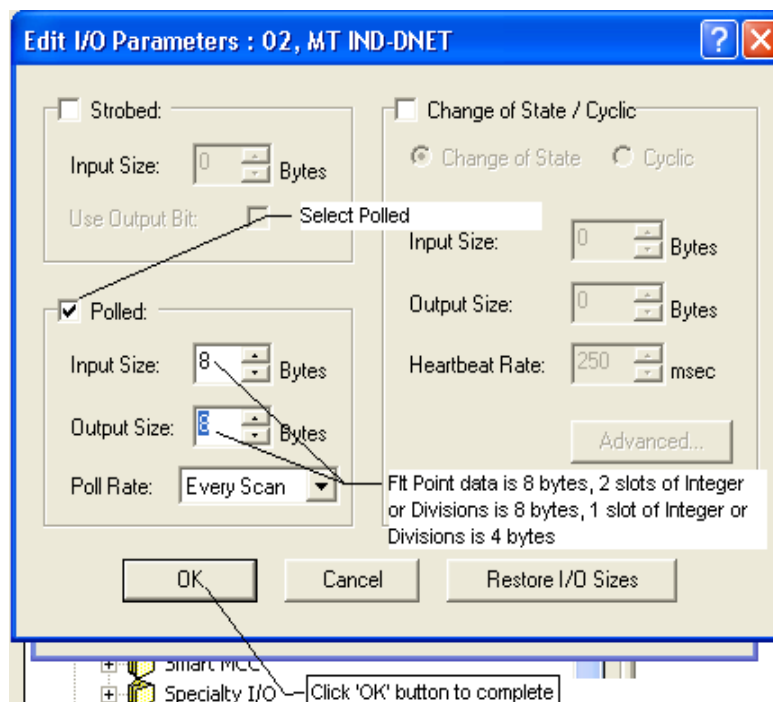 Edit I/O Parameters : 02, MT IND-DNET
Strobed:
Input Size: 0 Bytes
Use Output Bit:
Select Polled
Polled:
Input Size: 8 Bytes
Output Size: 8 Bytes
Poll Rate: Every Scan
Change of State / Cyclic
Change of State Cyclic
Input Size: 0 Bytes
Output Size: 0 Bytes
Heartbeat Rate: 250 msec
Advanced...
Flt Point data is 8 bytes, 2 slots of Integer
or Divisions is 8 bytes, 1 slot of Integer or
Divisions is 4 bytes
OK Cancel Restore I/O Sizes
Smart MCC
Specialty I/O
Click 'OK' button to complete